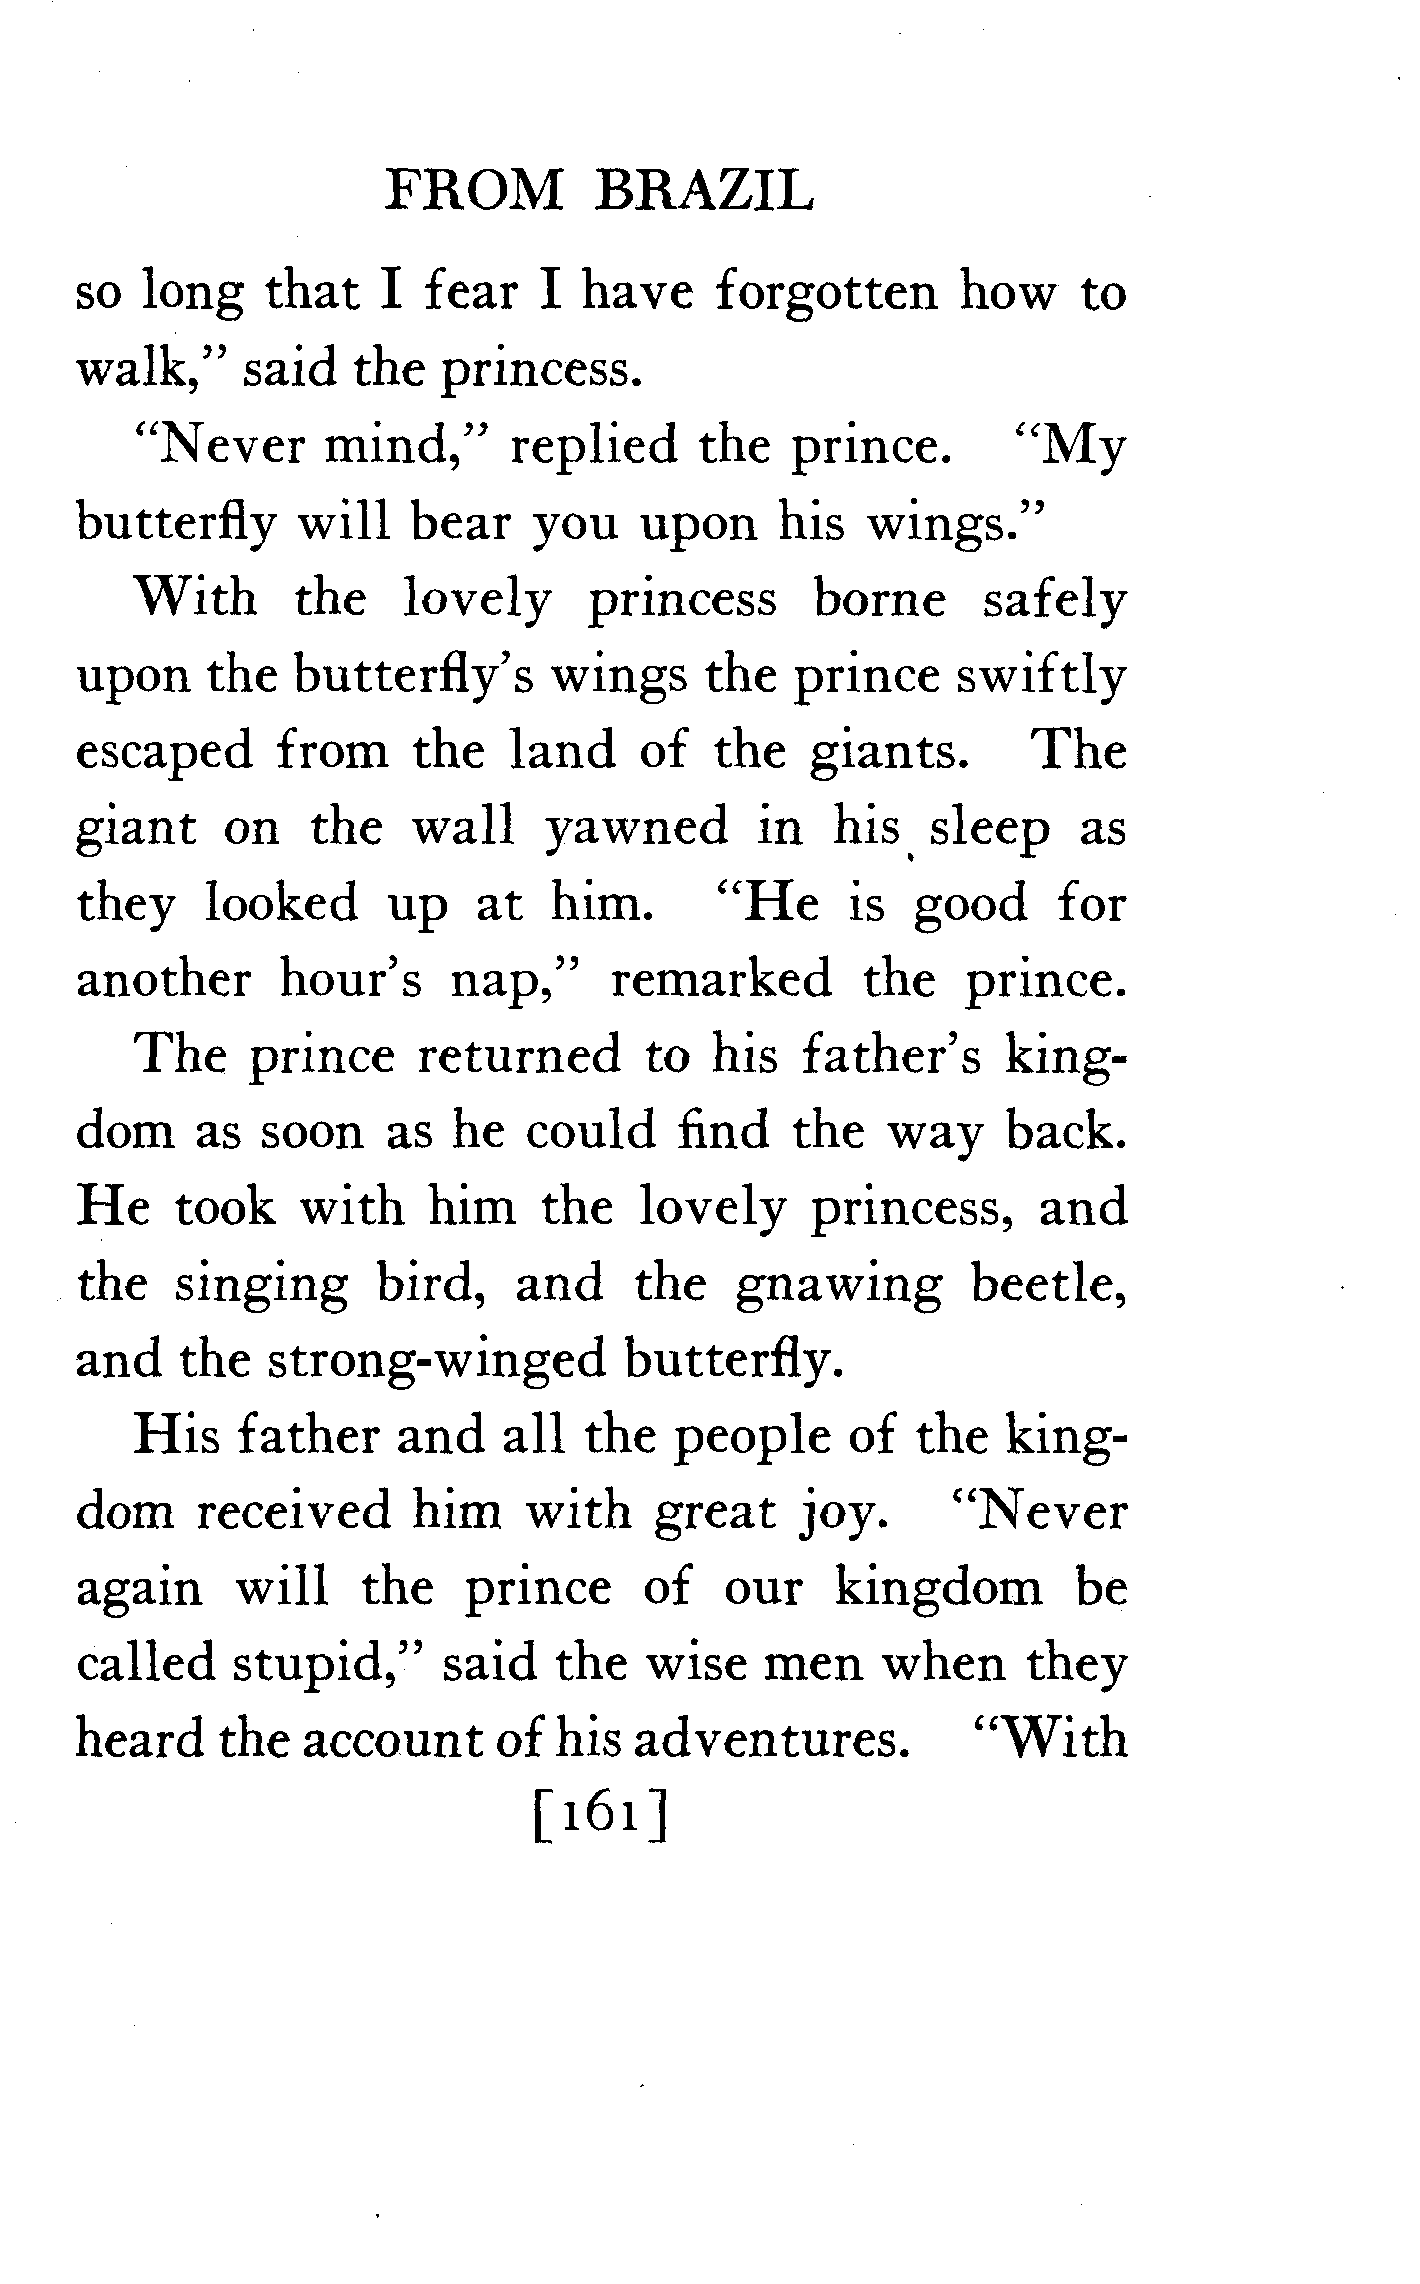 FROM BRAZIL
so long that I fear I have forgotten how to
walk,” said the princess.
“Never mind,” replied the prince. “My
butterfly will bear you upon his wings.”
With the lovely princess borne safely
upon the butterfly’s wings the prince swiftly
escaped from the land of the giants. The
giant on the wall yawned in his sleep as
they looked up at him. “He is good for
another hour’s nap,” remarked the prince.
The prince returned to his father’s king-
dom as soon as he could find the way back.
He took with him the lovely princess, and
the singing bird, and the gnawing beetle,
and the strong-winged butterfly.
His father and all the people of the king-
dom received him with great joy. “Never
again will the prince of our kingdom be
called stupid,” said the wise men when they
heard the account of his adventures. “With
[161]